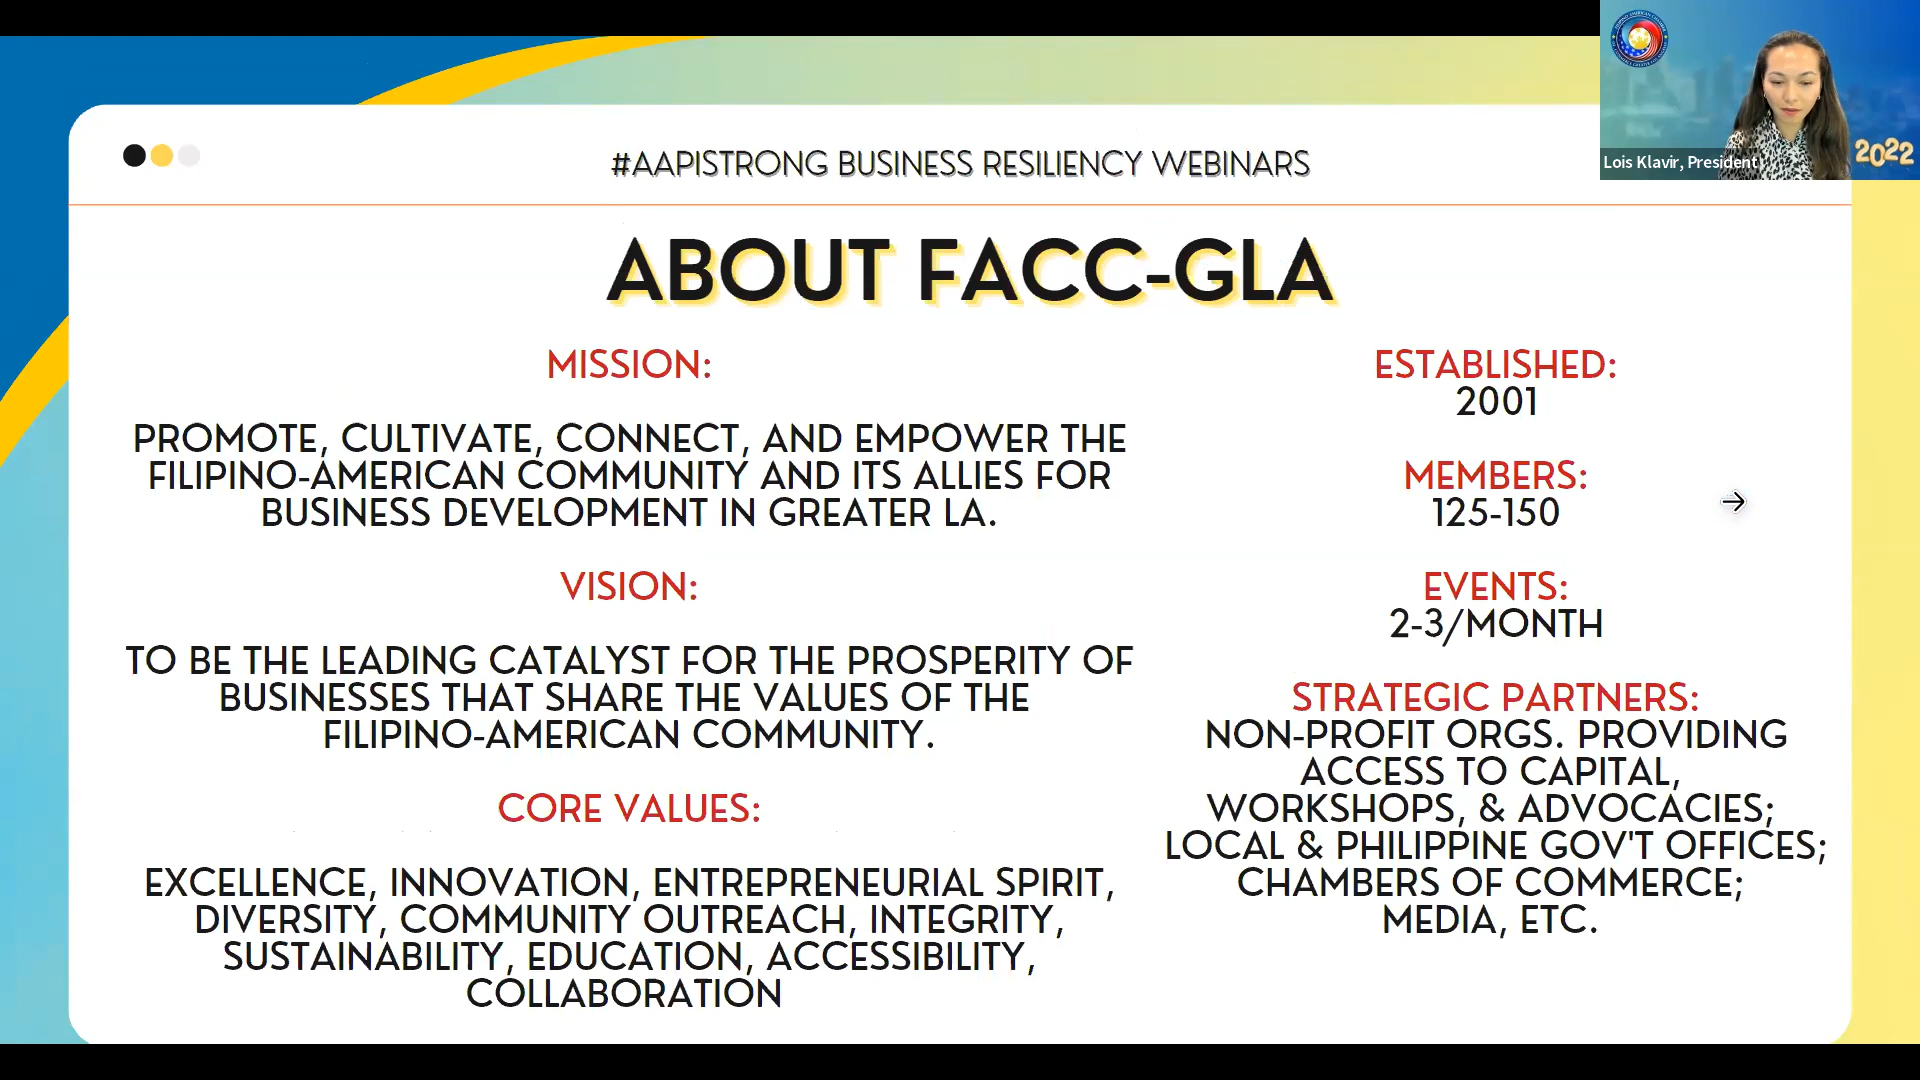 #AAPISTRONG BUSINESS RESILIENCY WEBINARS
Lois Klavir, President
2022
ABOUT FACC-GLA
MISSION:
PROMOTE, CULTIVATE, CONNECT, AND EMPOWER THE
FILIPINO-AMERICAN COMMUNITY AND ITS ALLIES FOR
BUSINESS DEVELOPMENT IN GREATER LA.
VISION:
TO BE THE LEADING CATALYST FOR THE PROSPERITY OF
BUSINESSES THAT SHARE THE VALUES OF THE
FILIPINO-AMERICAN COMMUNITY.
CORE VALUES:
EXCELLENCE, INNOVATION, ENTREPRENEURIAL SPIRIT,
DIVERSITY, COMMUNITY OUTREACH, INTEGRITY,
SUSTAINABILITY, EDUCATION, ACCESSIBILITY,
COLLABORATION
ESTABLISHED:
2001
MEMBERS:
125-150
EVENTS:
2-3/MONTH
STRATEGIC PARTNERS:
NON-PROFIT ORGS. PROVIDING
ACCESS TO CAPITAL,
WORKSHOPS, & ADVOCACIES;
LOCAL & PHILIPPINE GOV'T OFFICES;
CHAMBERS OF COMMERCE;
MEDIA, ETC.